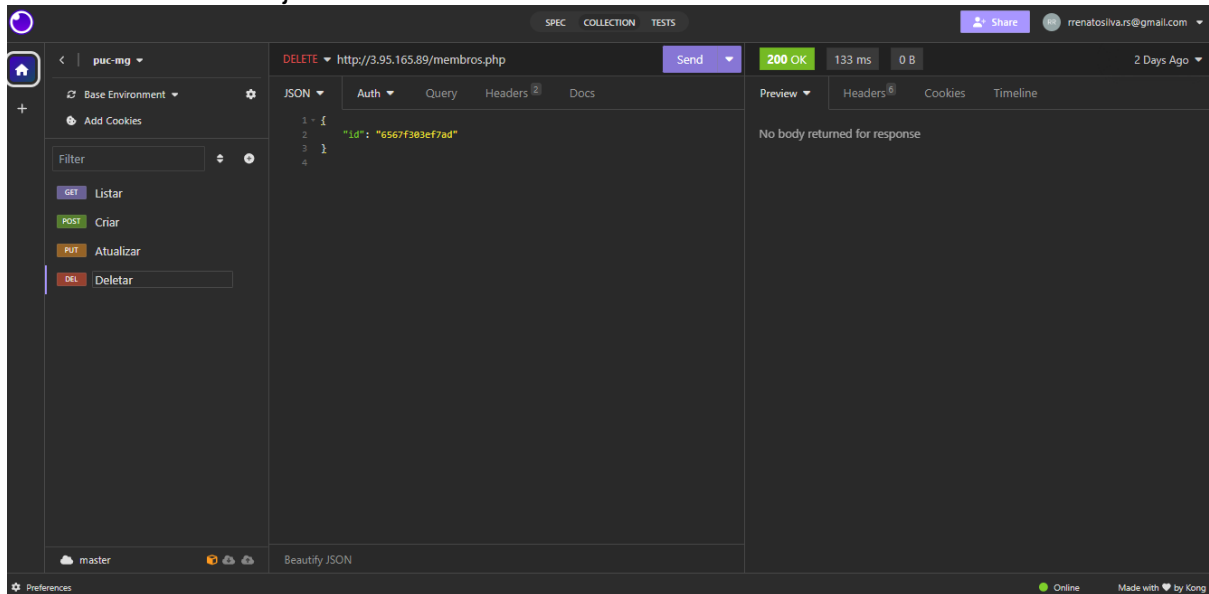 SPEC COLLECTION TESTS
Share
RR rrenatosilva.rs@gmail.com
puc-mg
Base Environment
Add Cookies
Filter
GET Listar
POST Criar
PUT Atualizar
DEL Deletar
master
DELETE http://3.95.165.89/membros.php Send
JSON Auth Query Headers 2 Docs
1 {
2 "id": "6567f303ef7ad"
3 }
4
Beautify JSON
200 OK 133 ms 0 B 2 Days Ago
Preview Headers 6 Cookies Timeline
No body returned for response
Preferences
Online Made with ♥ by Kong